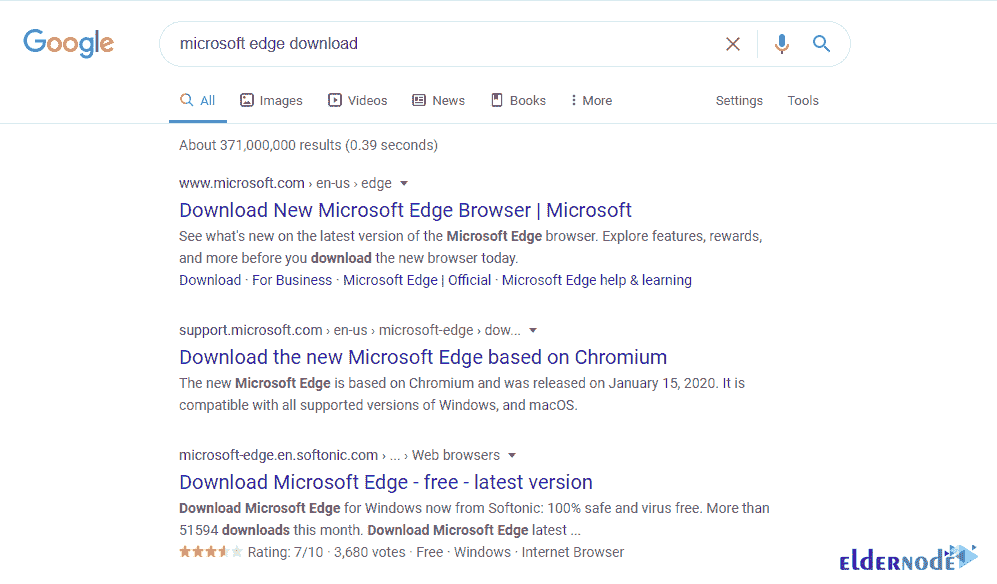 Google
microsoft edge download
All Images Videos News Books More Settings Tools
About 371,000,000 results (0.39 seconds)
www.microsoft.com › en-us › edge
Download New Microsoft Edge Browser | Microsoft
See what's new on the latest version of the Microsoft Edge browser. Explore features, rewards,
and more before you download the new browser today.
Download · For Business · Microsoft Edge | Official · Microsoft Edge help & learning
support.microsoft.com › en-us › microsoft-edge › dow...
Download the new Microsoft Edge based on Chromium
The new Microsoft Edge is based on Chromium and was released on January 15, 2020. It is
compatible with all supported versions of Windows, and macOS.
microsoft-edge.en.softonic.com › ... › Web browsers
Download Microsoft Edge - free - latest version
Download Microsoft Edge for Windows now from Softonic: 100% safe and virus free. More than
51594 downloads this month. Download Microsoft Edge latest ...
Rating: 7/10 · 3,680 votes · Free · Windows · Internet Browser
ELDERNODE